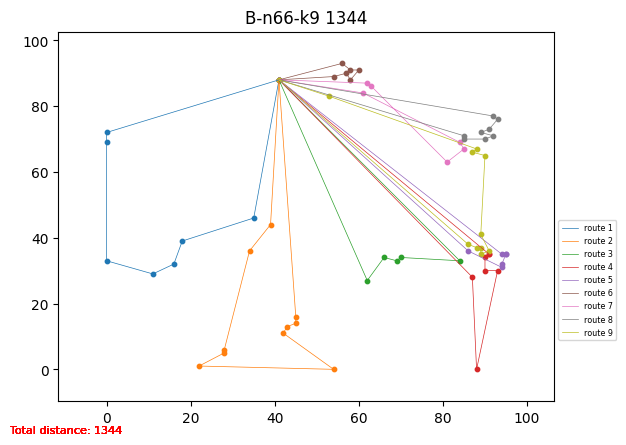 B-n66-k9 1344
100
80
60
40
20
0
0 20 40 60 80 100
route 1
route 2
route 3
route 4
route 5
route 6
route 7
route 8
route 9
Total distance: 1344